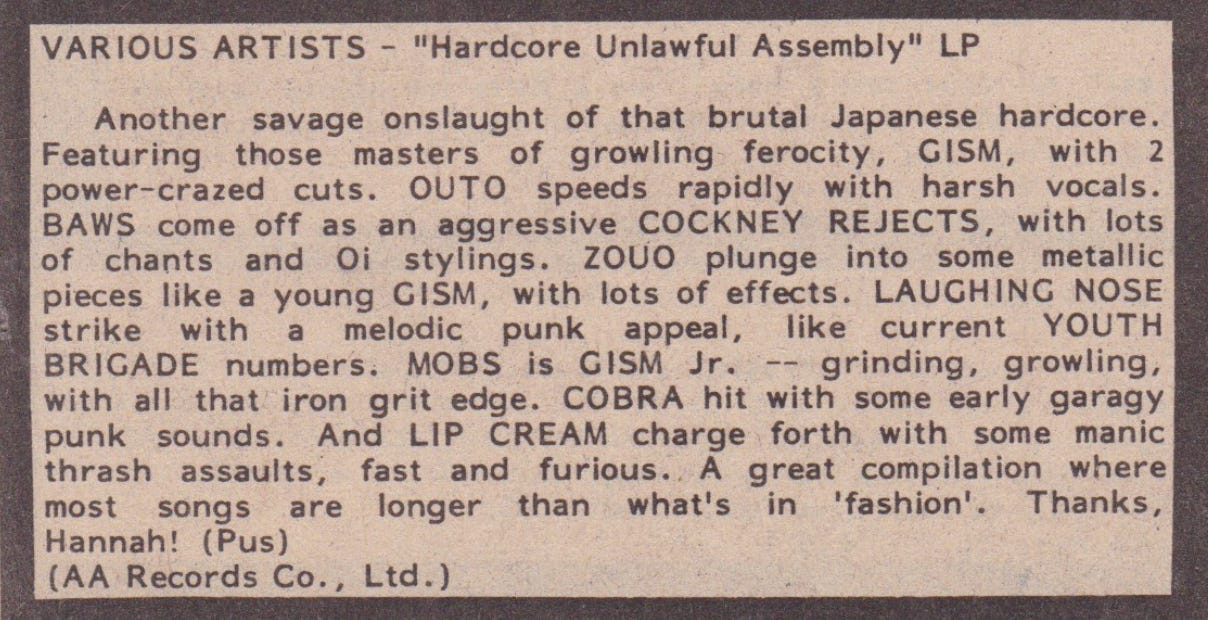 VARIOUS ARTISTS - "Hardcore Unlawful Assembly" LP
Another savage onslaught of that brutal Japanese hardcore.
Featuring those masters of growling ferocity, GISM, with 2
power-crazed cuts. OUTO speeds rapidly with harsh vocals.
BAWS come off as an aggressive COCKNEY REJECTS, with lots
of chants and Oi stylings. ZOUO plunge into some metallic
pieces like a young GISM, with lots of effects. LAUGHING NOSE
strike with a melodic punk appeal, like current YOUTH
BRIGADE numbers. MOBS is GISM Jr. -- grinding, growling,
with all that iron grit edge. COBRA hit with some early garagy
punk sounds. And LIP CREAM charge forth with some manic
thrash assaults, fast and furious. A great compilation where
most songs are longer than what's in 'fashion'. Thanks,
Hannah! (Pus)
(AA Records Co., Ltd.)